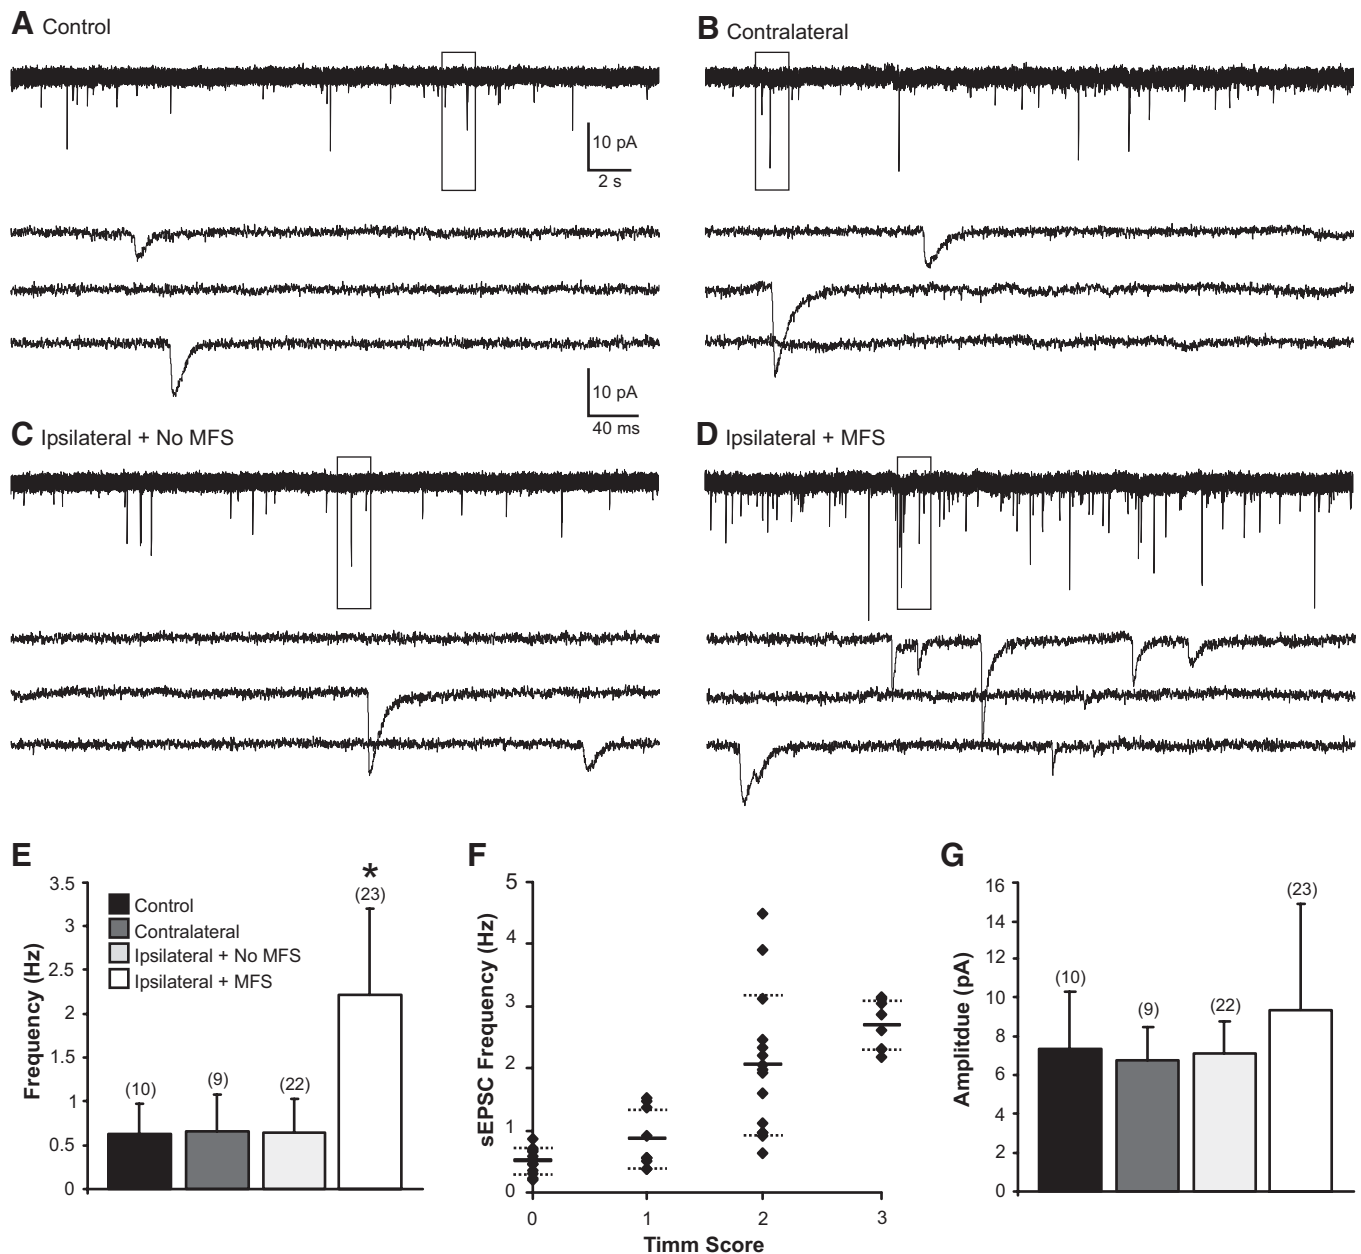 A Control
B Contralateral
10 pA
2 s
10 pA
40 ms
C Ipsilateral + No MFS
D Ipsilateral + MFS
E
Frequency (Hz)
3.5
3
2.5
2
1.5
1
0.5
0
Control
Contralateral
Ipsilateral + No MFS
Ipsilateral + MFS
(10)
(9)
(22)
*
(23)
F
sEPSC Frequency (Hz)
5
4
3
2
1
0
0 1 2 3
Timm Score
G
Amplitdue (pA)
16
14
12
10
8
6
4
2
0
(10)
(9)
(22)
(23)